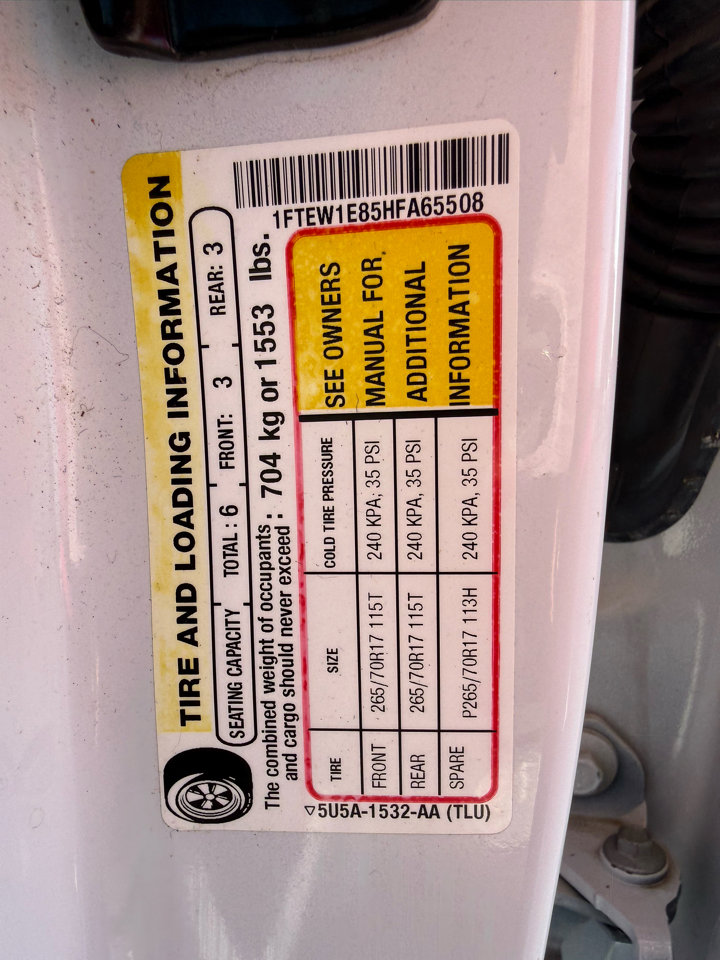 1FTEW1E85HFA65508
TIRE AND LOADING INFORMATION
SEATING CAPACITY TOTAL : 6 FRONT: 3 REAR: 3
The combined weight of occupants
and cargo should never exceed : 704 kg or 1553 lbs.
TIRE SIZE COLD TIRE PRESSURE
FRONT 265/70R17 115T 240 KPA, 35 PSI
REAR 265/70R17 115T 240 KPA, 35 PSI
SPARE P265/70R17 113H 240 KPA, 35 PSI
SEE OWNERS
MANUAL FOR
ADDITIONAL
INFORMATION
5U5A-1532-AA (TLU)